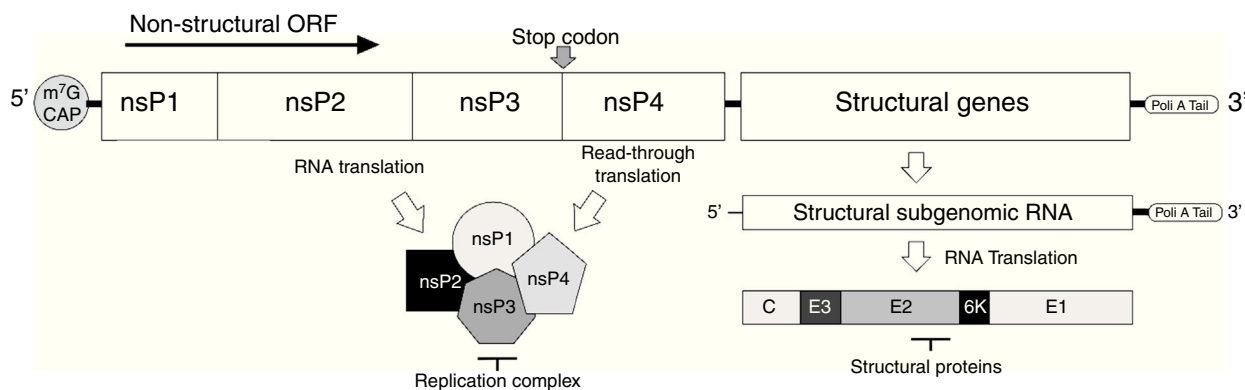 Non-structural ORF
Stop codon
5’
m⁷G
CAP
nsP1
nsP2
nsP3
nsP4
Structural genes
Poli A Tail
3’
RNA translation
Read-through
translation
5’
Structural subgenomic RNA
Poli A Tail
3’
nsP1
nsP2
nsP4
nsP3
RNA Translation
C
E3
E2
6K
E1
Structural proteins
Replication complex